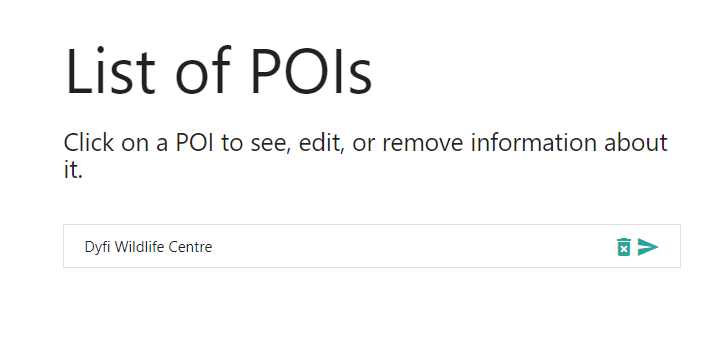 List of POIs
Click on a POI to see, edit, or remove information about
it.
Dyfi Wildlife Centre